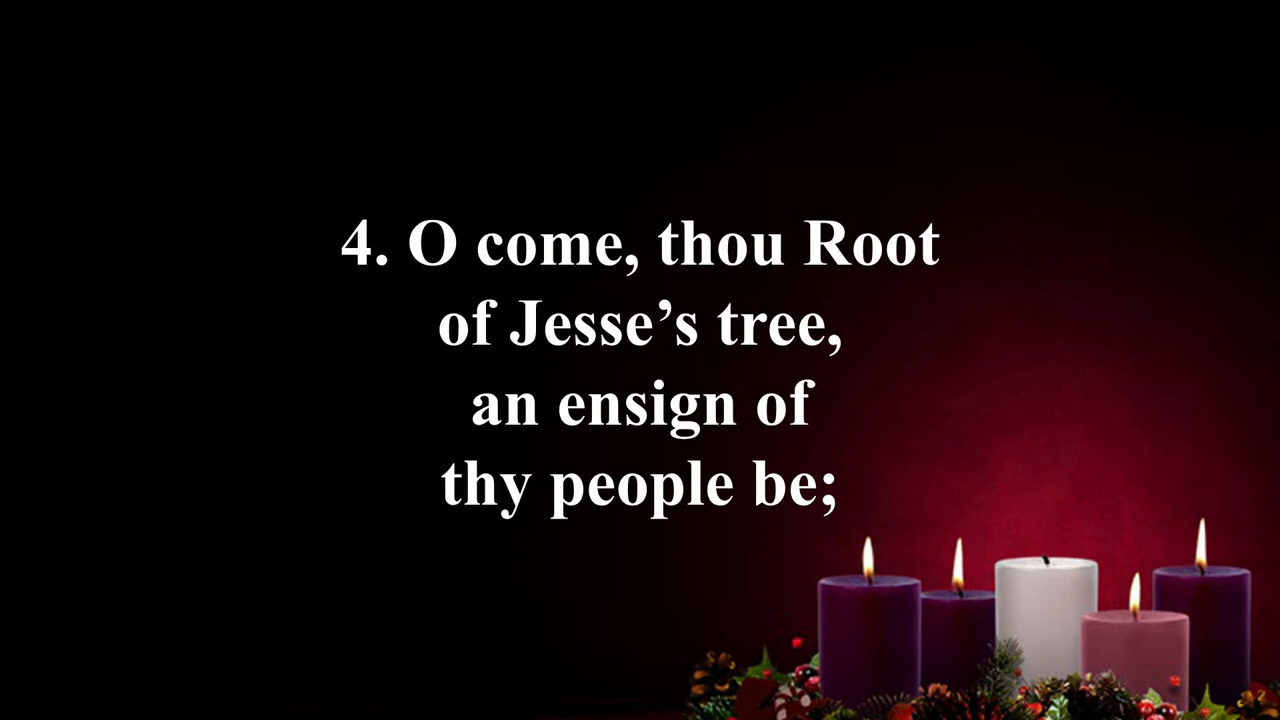 4. O come, thou Root
of Jesse’s tree,
an ensign of
thy people be;